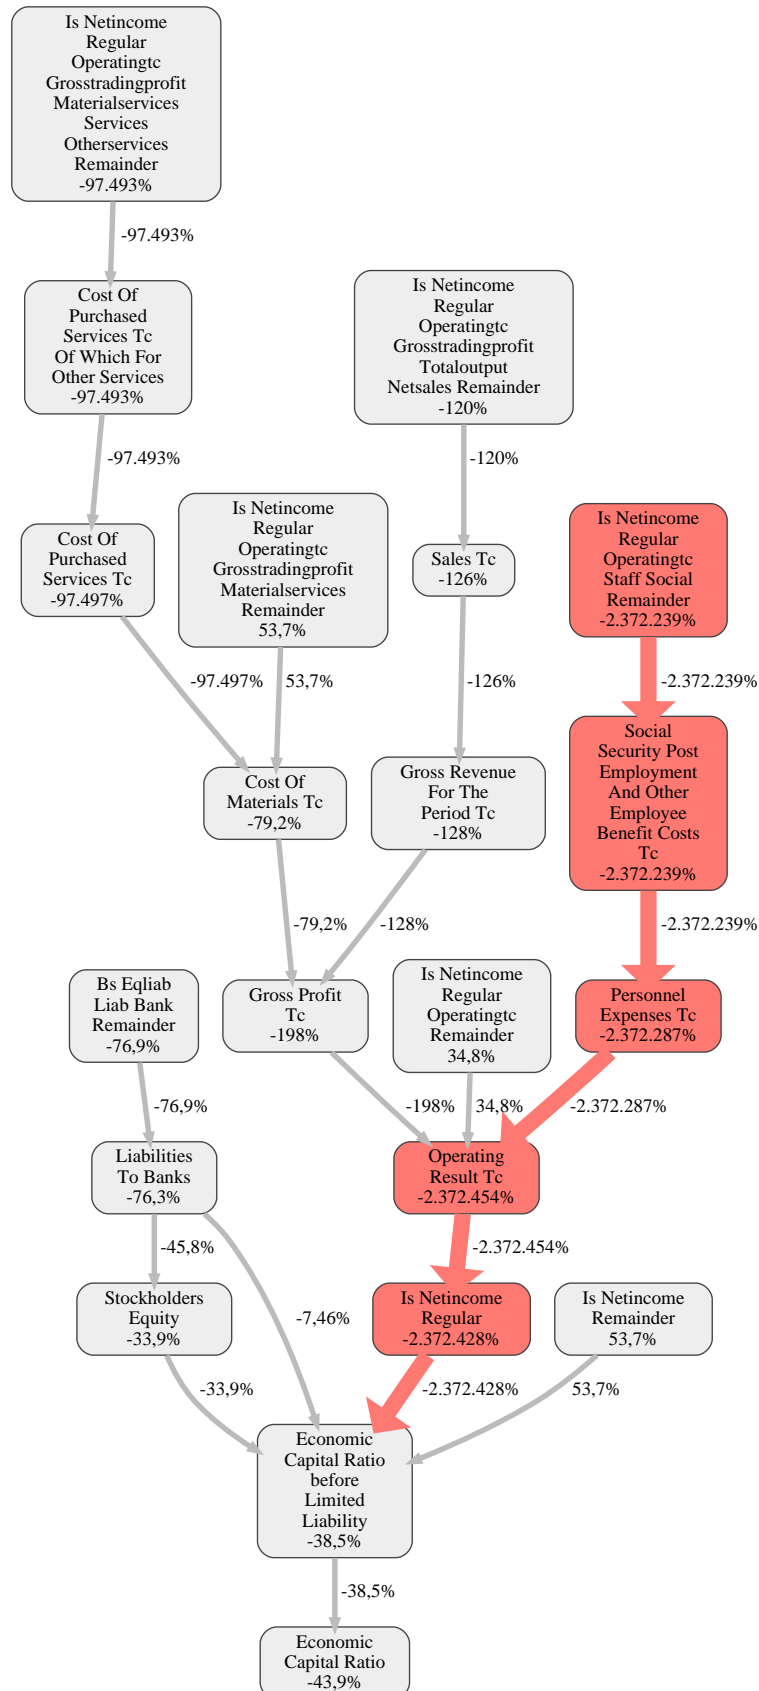 Is Netincome
Regular
Operatingtc
Grosstradingprofit
Materialservices
Services
Otherservices
Remainder
-97.493%
-97.493%
Cost Of
Purchased
Services Tc
Of Which For
Other Services
-97.493%
Is Netincome
Regular
Operatingtc
Grosstradingprofit
Totaloutput
Netsales Remainder
-120%
-97.493%
-120%
Cost Of
Purchased
Services Tc
-97.497%
Is Netincome
Regular
Operatingtc
Grosstradingprofit
Materialservices
Remainder
53,7%
Sales Tc
-126%
Is Netincome
Regular
Operatingtc
Staff Social
Remainder
-2.372.239%
-97.497%
53,7%
-126%
-2.372.239%
Cost Of
Materials Tc
-79,2%
Gross Revenue
For The
Period Tc
-128%
Social
Security Post
Employment
And Other
Employee
Benefit Costs
Tc
-2.372.239%
-79,2%
-128%
-2.372.239%
Bs Eqliab
Liab Bank
Remainder
-76,9%
Gross Profit
Tc
-198%
Is Netincome
Regular
Operatingtc
Remainder
34,8%
Personnel
Expenses Tc
-2.372.287%
-76,9%
-198%
34,8%
-2.372.287%
Liabilities
To Banks
-76,3%
Operating
Result Tc
-2.372.454%
-45,8%
-2.372.454%
Stockholders
Equity
-33,9%
-7,46%
Is Netincome
Regular
-2.372.428%
Is Netincome
Remainder
53,7%
-33,9%
-2.372.428%
53,7%
Economic
Capital Ratio
before
Limited
Liability
-38,5%
-38,5%
Economic
Capital Ratio
-43,9%